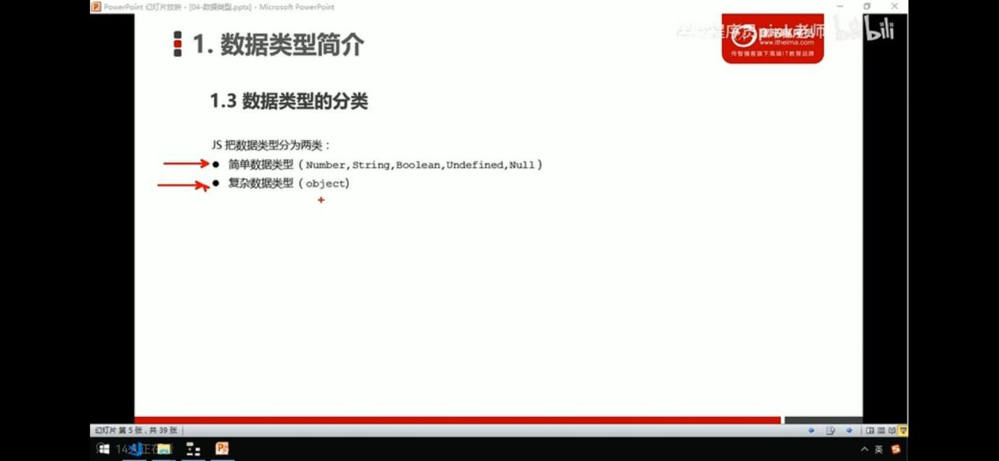 PowerPoint 幻灯片放映 - [04-数据类型.pptx] - Microsoft PowerPoint
程序员pink老师
bilibili
www.itheima.com
传智播客旗下高端IT教育品牌
1. 数据类型简介
1.3 数据类型的分类
JS 把数据类型分为两类：
● 简单数据类型（Number,String,Boolean,Undefined,Null）
● 复杂数据类型（object)
幻灯片 第 5 张，共 39 张
英